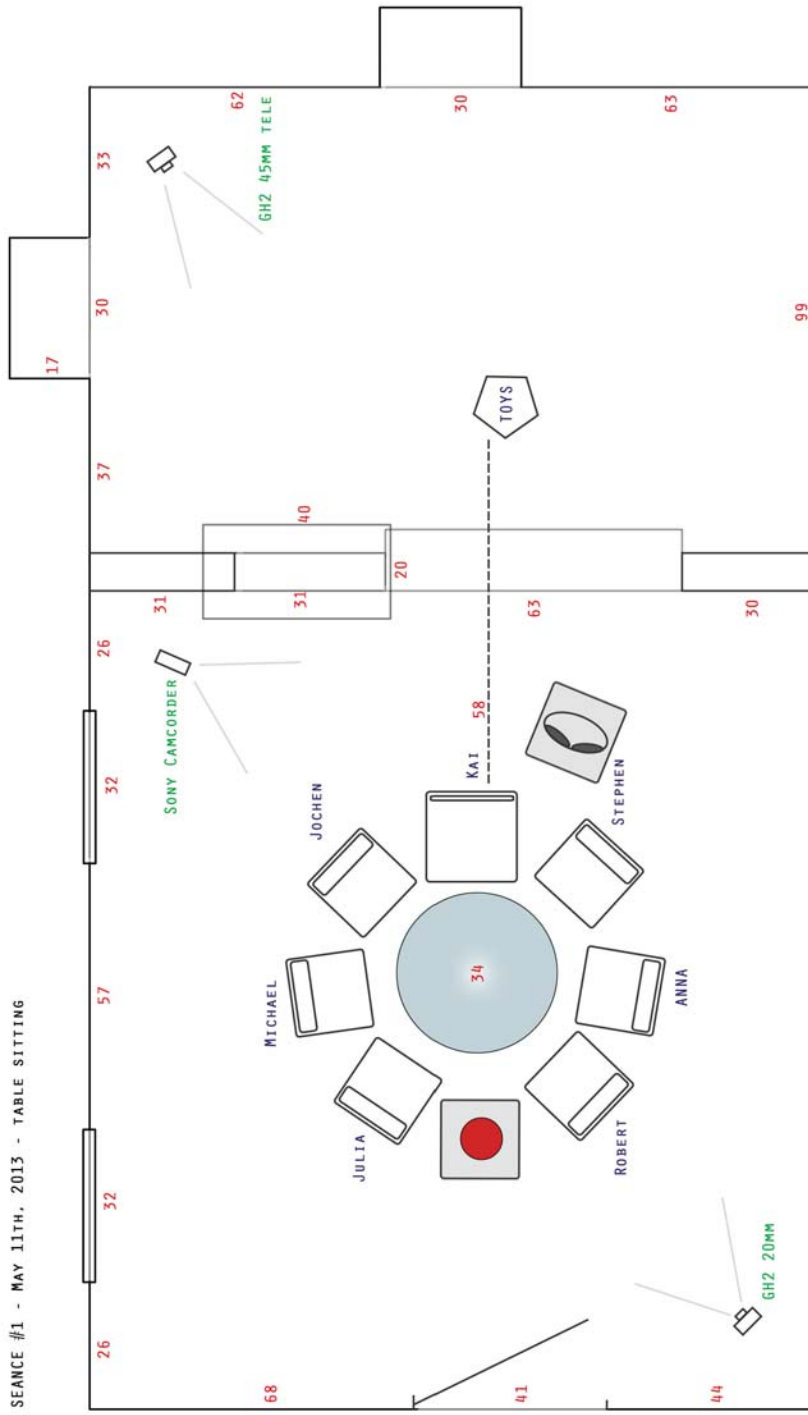 SEANCE #1 - MAY 11TH, 2013 - TABLE SITTING
17
26
32
57
32
26
37
30
33
31
SONY CAMCORDER
62
GH2 45MM TELE
68
MICHAEL
31
40
JOCHEN
JULIA
20
30
34
KAI
58
TOYS
41
63
ROBERT
STEPHEN
63
ANNA
44
30
GH2 20MM
99